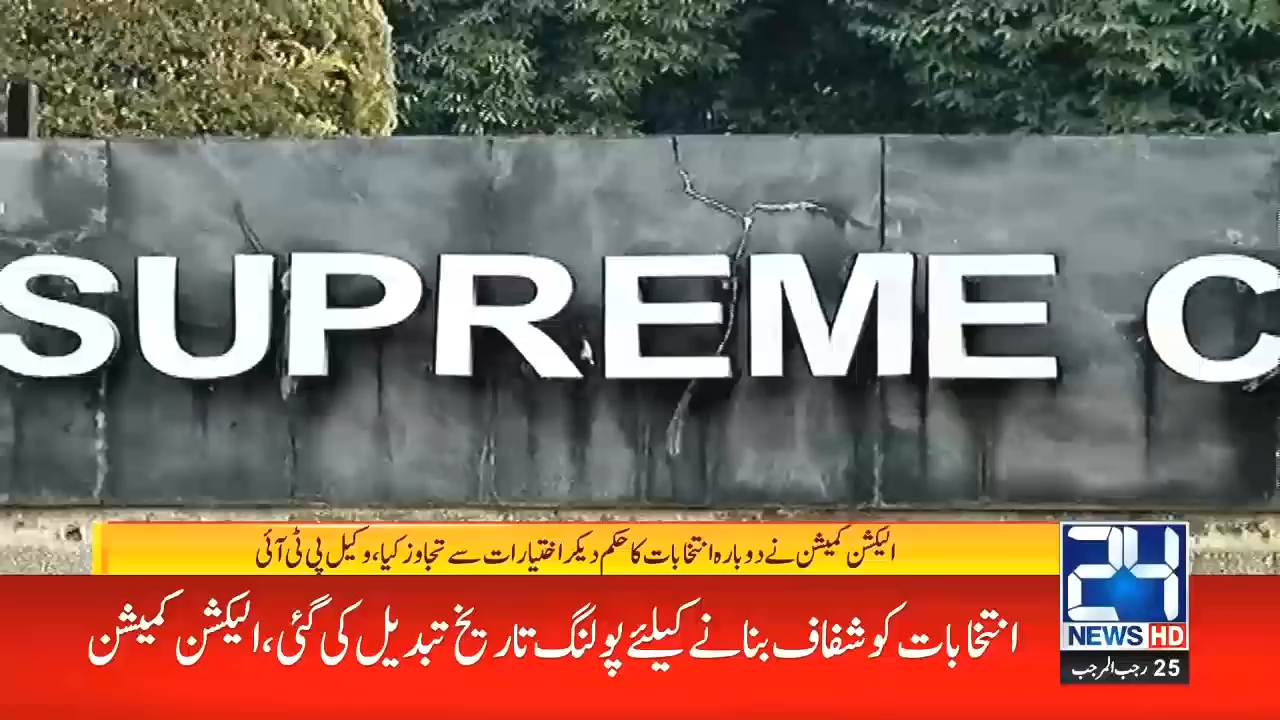 SUPREME C
الیکشن کمیشن نے دوبارہ انتخابات کا حکم دیکر اختیارات سے تجاوز کیا، وکیل پی ٹی آئی
انتخابات کو شفاف بنانے کیلئے پولنگ تاریخ تبدیل کی گئی، الیکشن کمیشن
24
NEWS HD
25 رجب المرجب